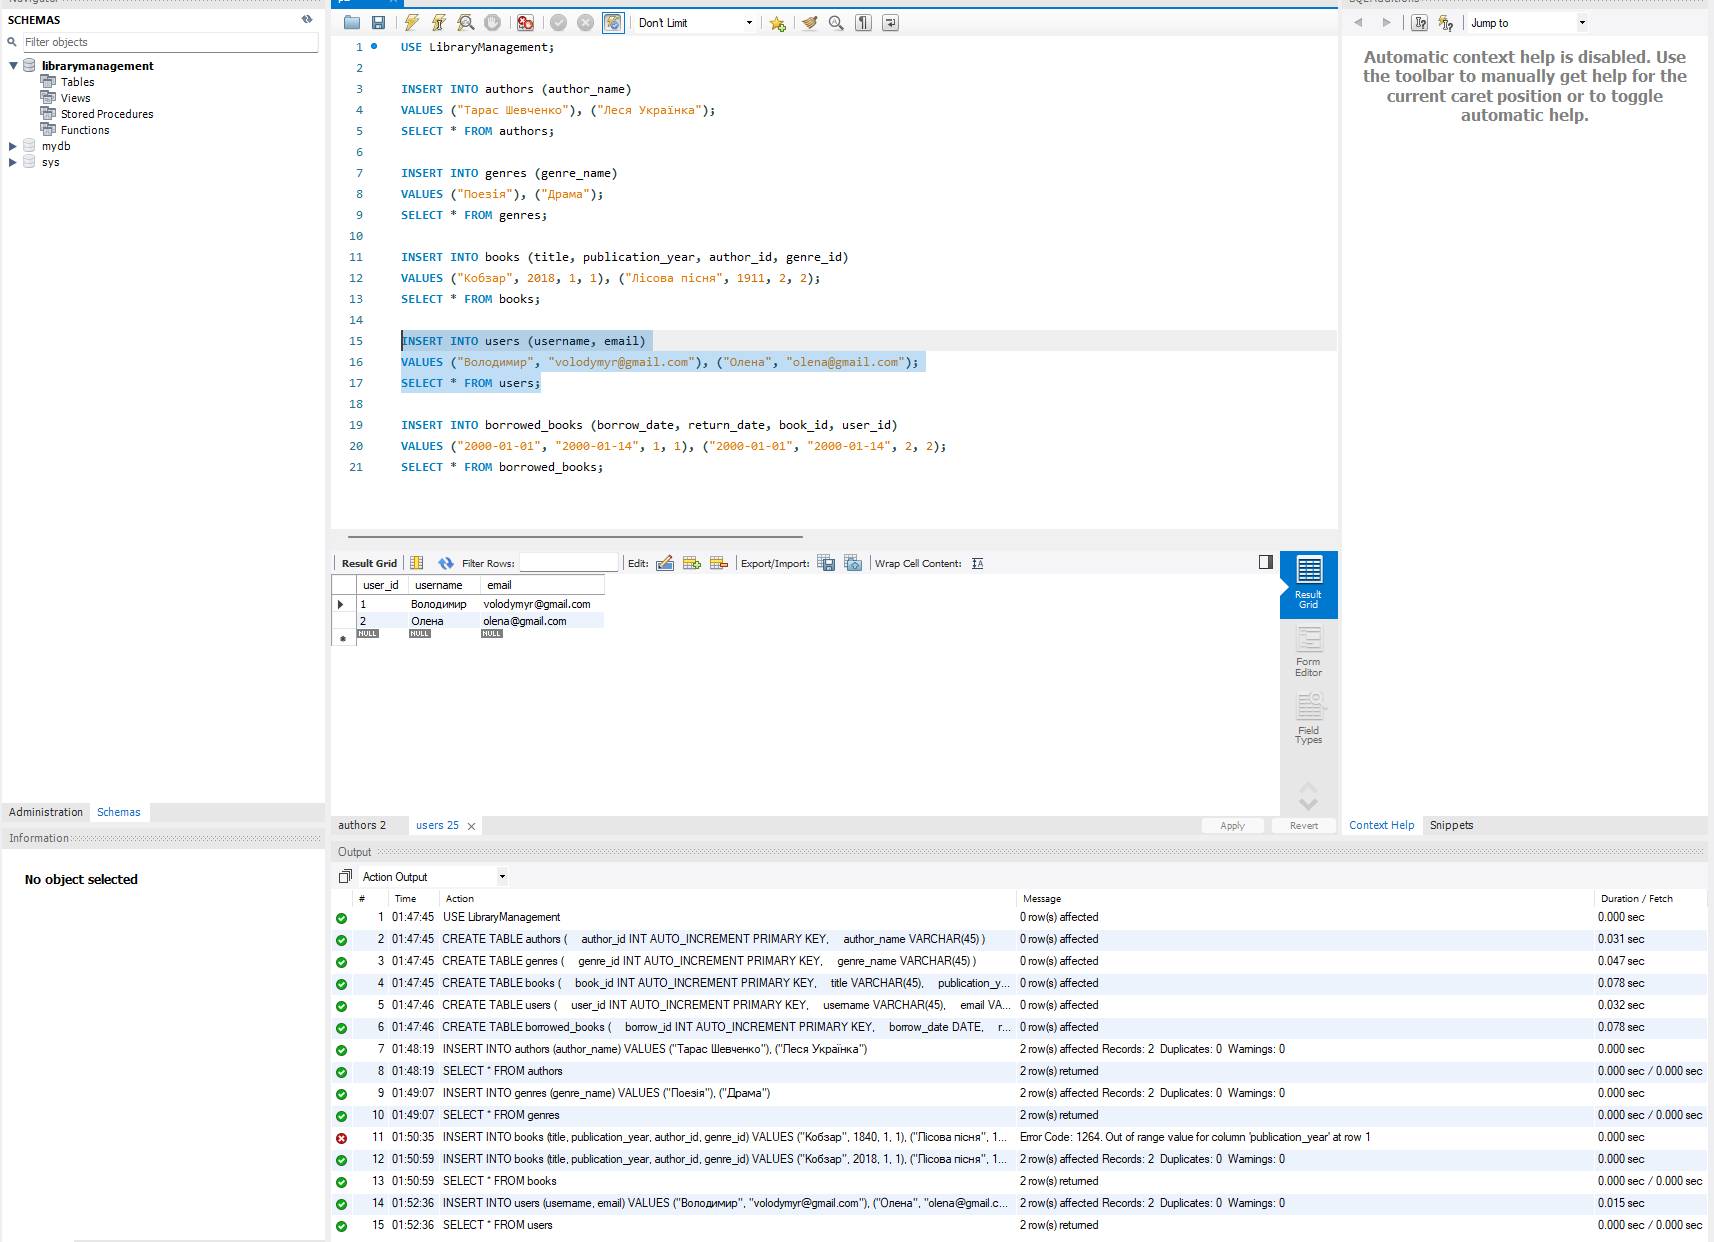 SCHEMAS
Filter objects
librarymanagement
Tables
Views
Stored Procedures
Functions
mydb
sys
Administration Schemas
Information
No object selected
Don't Limit
1 USE LibraryManagement;
2
3 INSERT INTO authors (author_name)
4 VALUES ("Тарас Шевченко"), ("Леся Українка");
5 SELECT * FROM authors;
6
7 INSERT INTO genres (genre_name)
8 VALUES ("Поезія"), ("Драма");
9 SELECT * FROM genres;
10
11 INSERT INTO books (title, publication_year, author_id, genre_id)
12 VALUES ("Кобзар", 2018, 1, 1), ("Лісова пісня", 1911, 2, 2);
13 SELECT * FROM books;
14
15 INSERT INTO users (username, email)
16 VALUES ("Володимир", "volodymyr@gmail.com"), ("Олена", "olena@gmail.com");
17 SELECT * FROM users;
18
19 INSERT INTO borrowed_books (borrow_date, return_date, book_id, user_id)
20 VALUES ("2000-01-01", "2000-01-14", 1, 1), ("2000-01-01", "2000-01-14", 2, 2);
21 SELECT * FROM borrowed_books;
Result Grid Filter Rows: Edit: Export/Import: Wrap Cell Content:
user_id username email
1 Володимир volodymyr@gmail.com
2 Олена olena@gmail.com
NULL NULL NULL
Result
Grid
Form
Editor
Field
Types
authors 2 users 25 Apply Revert
Jump to
Automatic context help is disabled. Use
the toolbar to manually get help for the
current caret position or to toggle
automatic help.
Context Help Snippets
Output
Action Output
# Time Action Message Duration / Fetch
1 01:47:45 USE LibraryManagement 0 row(s) affected 0.000 sec
2 01:47:45 CREATE TABLE authors ( author_id INT AUTO_INCREMENT PRIMARY KEY, author_name VARCHAR(45) ) 0 row(s) affected 0.031 sec
3 01:47:45 CREATE TABLE genres ( genre_id INT AUTO_INCREMENT PRIMARY KEY, genre_name VARCHAR(45) ) 0 row(s) affected 0.047 sec
4 01:47:45 CREATE TABLE books ( book_id INT AUTO_INCREMENT PRIMARY KEY, title VARCHAR(45), publication_y... 0 row(s) affected 0.078 sec
5 01:47:46 CREATE TABLE users ( user_id INT AUTO_INCREMENT PRIMARY KEY, username VARCHAR(45), email VA... 0 row(s) affected 0.032 sec
6 01:47:46 CREATE TABLE borrowed_books ( borrow_id INT AUTO_INCREMENT PRIMARY KEY, borrow_date DATE, r... 0 row(s) affected 0.078 sec
7 01:48:19 INSERT INTO authors (author_name) VALUES ("Тарас Шевченко"), ("Леся Українка") 2 row(s) affected Records: 2 Duplicates: 0 Warnings: 0 0.000 sec
8 01:48:19 SELECT * FROM authors 2 row(s) returned 0.000 sec / 0.000 sec
9 01:49:07 INSERT INTO genres (genre_name) VALUES ("Поезія"), ("Драма") 2 row(s) affected Records: 2 Duplicates: 0 Warnings: 0 0.000 sec
10 01:49:07 SELECT * FROM genres 2 row(s) returned 0.000 sec / 0.000 sec
11 01:50:35 INSERT INTO books (title, publication_year, author_id, genre_id) VALUES ("Кобзар", 1840, 1, 1), ("Лісова пісня", 1... Error Code: 1264. Out of range value for column 'publication_year' at row 1 0.000 sec
12 01:50:59 INSERT INTO books (title, publication_year, author_id, genre_id) VALUES ("Кобзар", 2018, 1, 1), ("Лісова пісня", 1... 2 row(s) affected Records: 2 Duplicates: 0 Warnings: 0 0.000 sec
13 01:50:59 SELECT * FROM books 2 row(s) returned 0.000 sec / 0.000 sec
14 01:52:36 INSERT INTO users (username, email) VALUES ("Володимир", "volodymyr@gmail.com"), ("Олена", "olena@gmail.c... 2 row(s) affected Records: 2 Duplicates: 0 Warnings: 0 0.015 sec
15 01:52:36 SELECT * FROM users 2 row(s) returned 0.000 sec / 0.000 sec